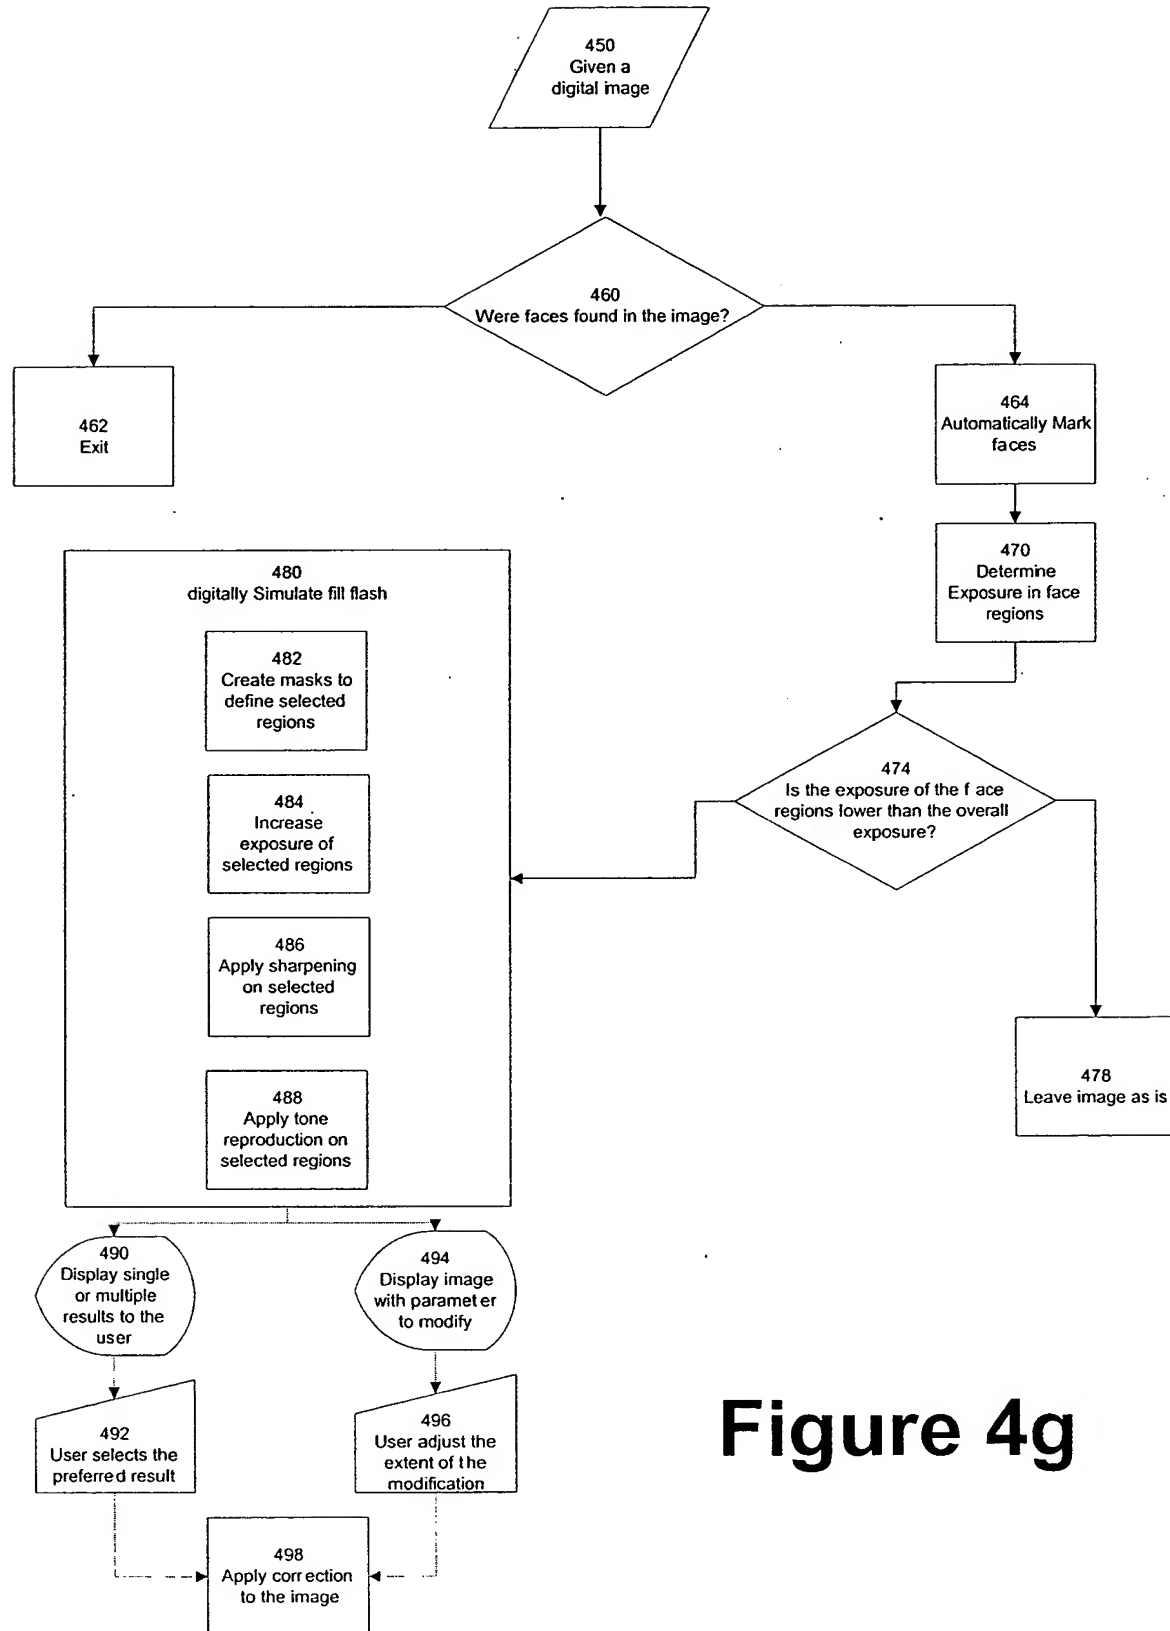 450
Given a
digital image
460
Were faces found in the image?
462
Exit
464
Automatically Mark
faces
470
Determine
Exposure in face
regions
474
Is the exposure of the f ace
regions lower than the overall
exposure?
478
Leave image as is
480
digitally Simulate fill flash
482
Create masks to
define selected
regions
484
Increase
exposure of
selected regions
486
Apply sharpening
on selected
regions
488
Apply tone
reproduction on
selected regions
490
Display single
or multiple
results to the
user
494
Display image
with parameter
to modify
492
User selects the
preferred result
496
User adjust the
extent of the
modification
498
Apply correction
to the image
Figure 4g